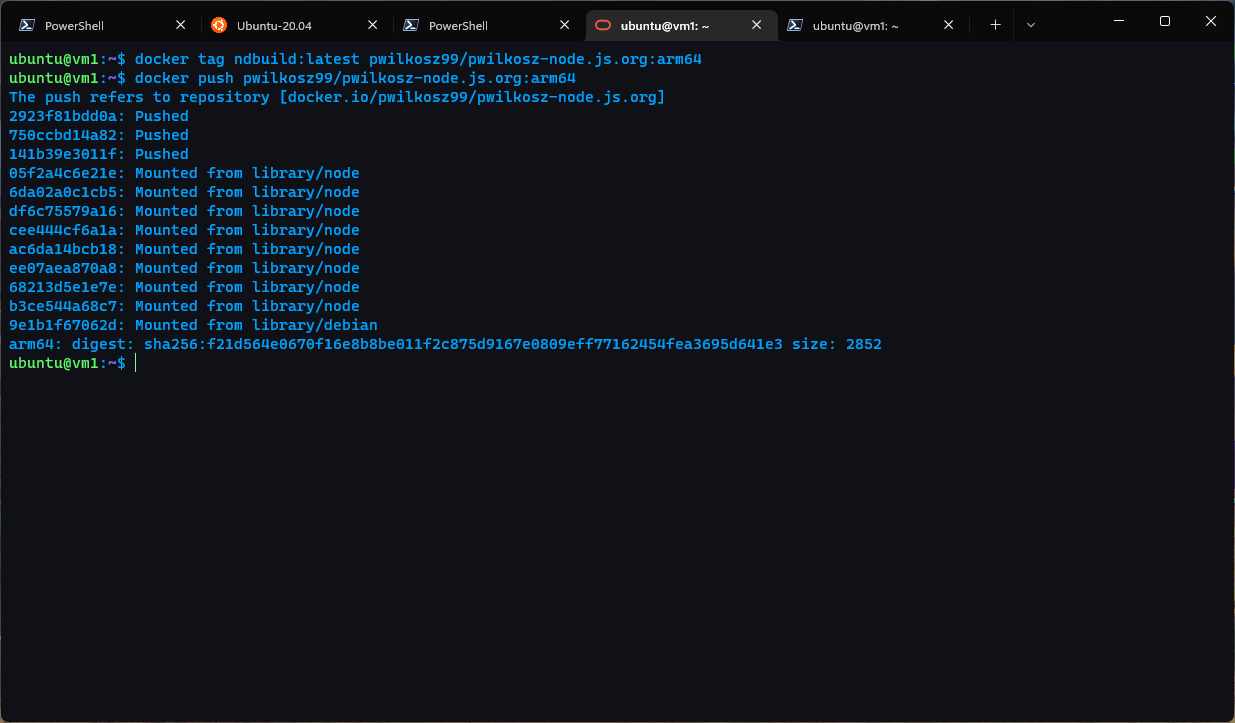 PowerShell
Ubuntu-20.04
PowerShell
ubuntu@vm1: ~
ubuntu@vm1: ~
ubuntu@vm1:~$ docker tag ndbuild:latest pwilkosz99/pwilkosz-node.js.org:arm64
ubuntu@vm1:~$ docker push pwilkosz99/pwilkosz-node.js.org:arm64
The push refers to repository [docker.io/pwilkosz99/pwilkosz-node.js.org]
2923f81bdd0a: Pushed
750ccbd14a82: Pushed
141b39e3011f: Pushed
05f2a4c6e21e: Mounted from library/node
6da02a0c1cb5: Mounted from library/node
df6c75579a16: Mounted from library/node
cee444cf6a1a: Mounted from library/node
ac6da14bcb18: Mounted from library/node
ee07aea870a8: Mounted from library/node
68213d5e1e7e: Mounted from library/node
b3ce544a68c7: Mounted from library/node
9e1b1f67062d: Mounted from library/debian
arm64: digest: sha256:f21d564e0670f16e8b8be011f2c875d9167e0809eff77162454fea3695d641e3 size: 2852
ubuntu@vm1:~$